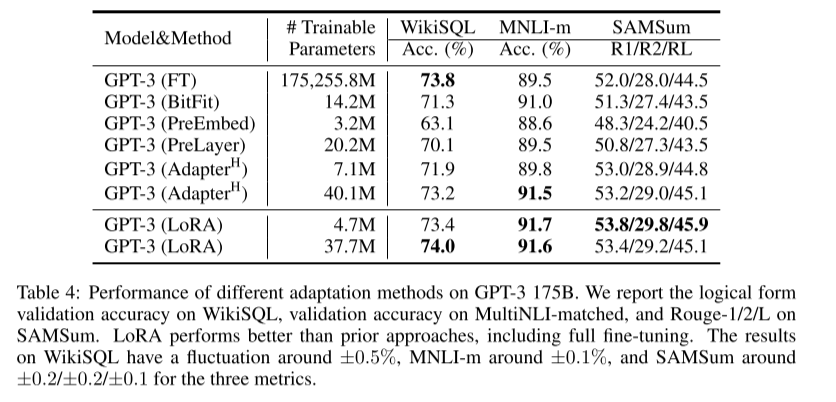 Model&Method # Trainable Parameters WikiSQL MNLI-m SAMSum
Acc. (%) Acc. (%) R1/R2/RL
GPT-3 (FT) 175,255.8M 73.8 89.5 52.0/28.0/44.5
GPT-3 (BitFit) 14.2M 71.3 91.0 51.3/27.4/43.5
GPT-3 (PreEmbed) 3.2M 63.1 88.6 48.3/24.2/40.5
GPT-3 (PreLayer) 20.2M 70.1 89.5 50.8/27.3/43.5
GPT-3 (Adapterᴴ) 7.1M 71.9 89.8 53.0/28.9/44.8
GPT-3 (Adapterᴴ) 40.1M 73.2 91.5 53.2/29.0/45.1
GPT-3 (LoRA) 4.7M 73.4 91.7 53.8/29.8/45.9
GPT-3 (LoRA) 37.7M 74.0 91.6 53.4/29.2/45.1
Table 4: Performance of different adaptation methods on GPT-3 175B. We report the logical form
validation accuracy on WikiSQL, validation accuracy on MultiNLI-matched, and Rouge-1/2/L on
SAMSum. LoRA performs better than prior approaches, including full fine-tuning. The results
on WikiSQL have a fluctuation around ±0.5%, MNLI-m around ±0.1%, and SAMSum around
±0.2/±0.2/±0.1 for the three metrics.